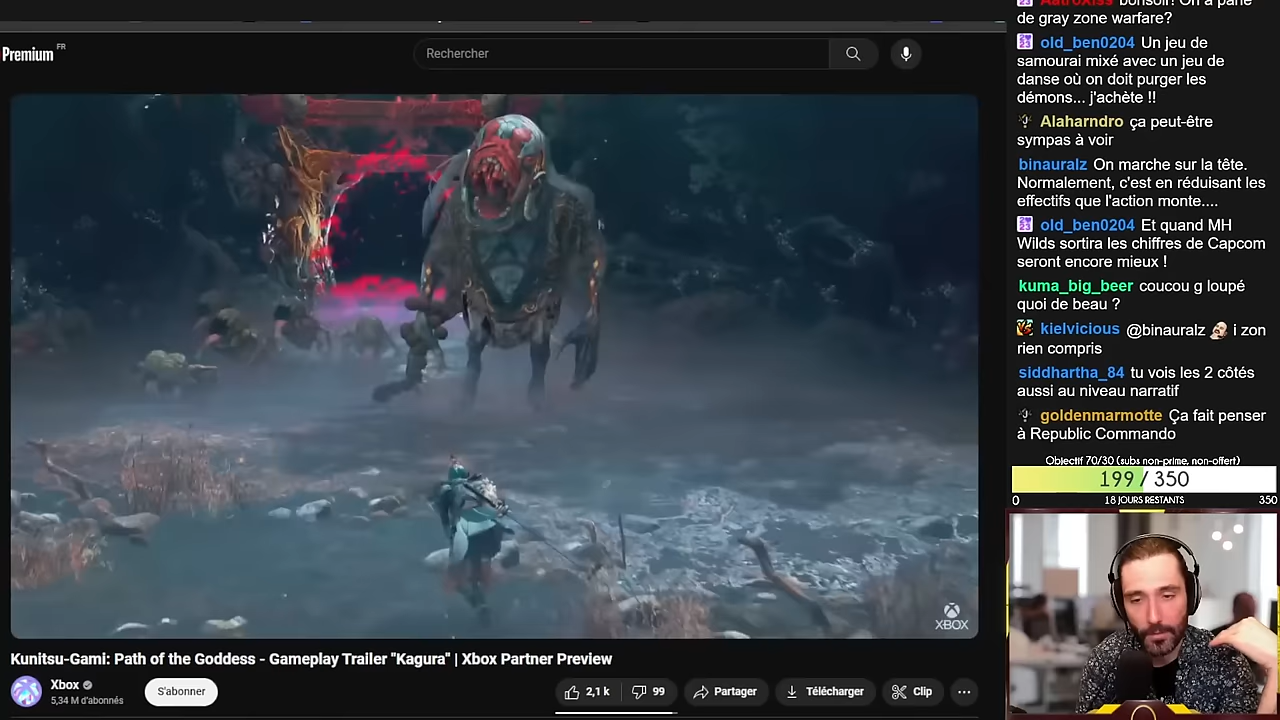 Premium FR
Rechercher
XBOX
Kunitsu-Gami: Path of the Goddess - Gameplay Trailer "Kagura" | Xbox Partner Preview
Xbox
5,34 M d'abonnés
S'abonner
2,1 k
99
Partager
Télécharger
Clip
bonsoir! On a parlé
de gray zone warfare?
old_ben0204 Un jeu de
samourai mixé avec un jeu de
danse où on doit purger les
démons... j'achète !!
Alaharndro ça peut-être
sympas à voir
binauralz On marche sur la tête.
Normalement, c'est en réduisant les
effectifs que l'action monte....
old_ben0204 Et quand MH
Wilds sortira les chiffres de Capcom
seront encore mieux !
kuma_big_beer coucou g loupé
quoi de beau ?
kielvicious @binauralz i zon
rien compris
siddhartha_84 tu vois les 2 côtés
aussi au niveau narratif
goldenmarmotte Ça fait penser
à Republic Commando
Objectif 70/30 (subs non-prime, non-offert)
199 / 350
0 18 JOURS RESTANTS 350